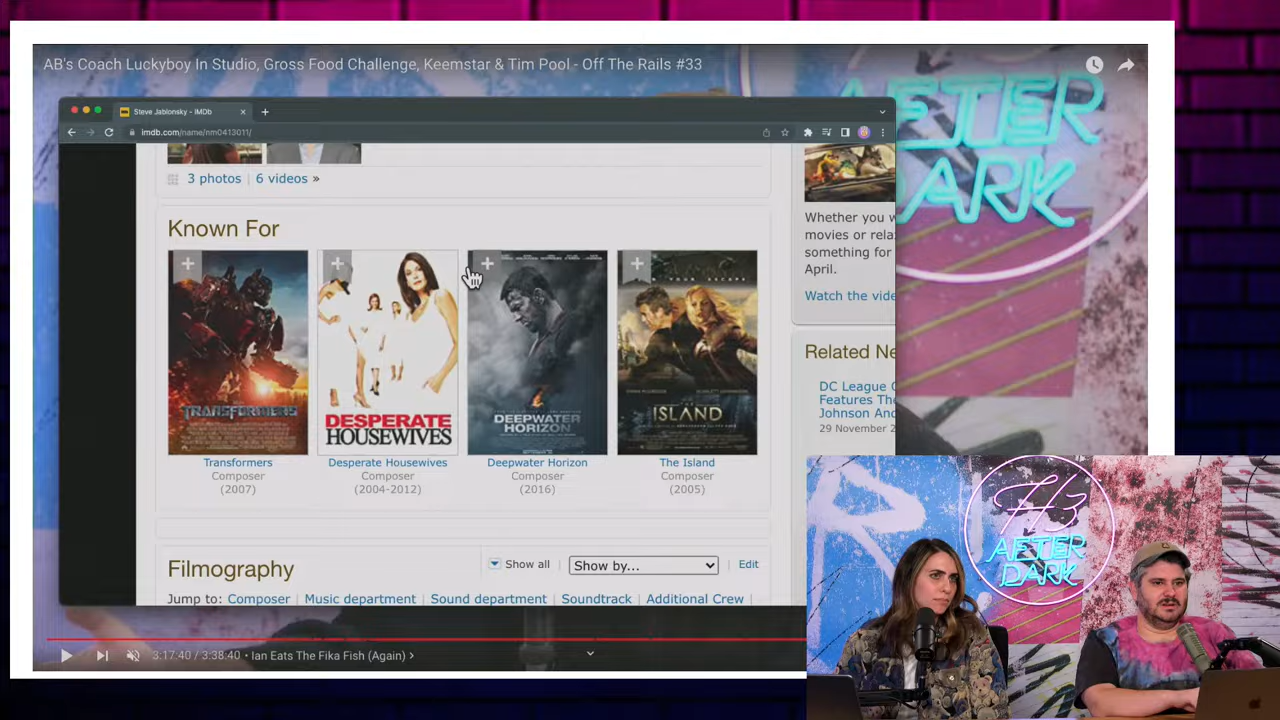 AB's Coach Luckyboy In Studio, Gross Food Challenge, Keemstar & Tim Pool - Off The Rails #33
Steve Jablonsky - IMDb
imdb.com/name/nm0413011/
AFTER
DARK
3 photos | 6 videos »
Whether you w
movies or rela
something for
April.
Watch the vide
Known For
TRANSFORMERS
DESPERATE
HOUSEWIVES
DEEPWATER
HORIZON
THE
ISLAND
Transformers
Composer
(2007)
Desperate Housewives
Composer
(2004-2012)
Deepwater Horizon
Composer
(2016)
The Island
Composer
(2005)
Related Ne
DC League O
Features The
Johnson And
29 November 2
Filmography
Show all | Show by... | Edit
Jump to: Composer | Music department | Sound department | Soundtrack | Additional Crew |
3:17:40 / 3:38:40 • Ian Eats The Fika Fish (Again) ›
H3
AFTER
DARK